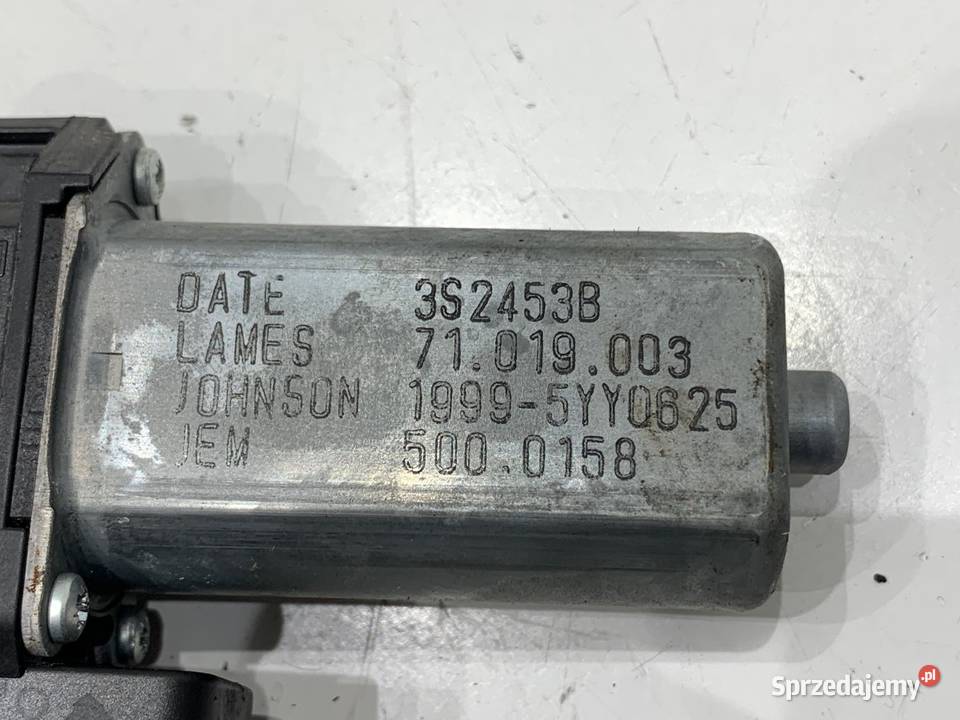 DATE 3S2453B
LAMES 71.019.003
JOHNSON 1999-5YY0625
JEM 500.0158
Sprzedajemy.pl